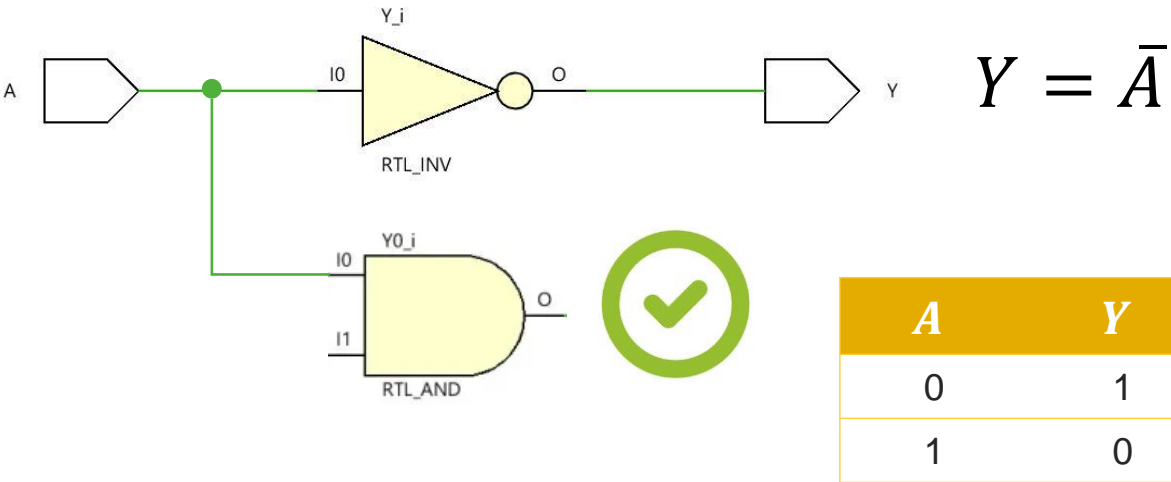 Y_i
A
I0
O
Y
Y = Ā
RTL_INV
Y0_i
I0
O
I1
RTL_AND
A Y
0 1
1 0